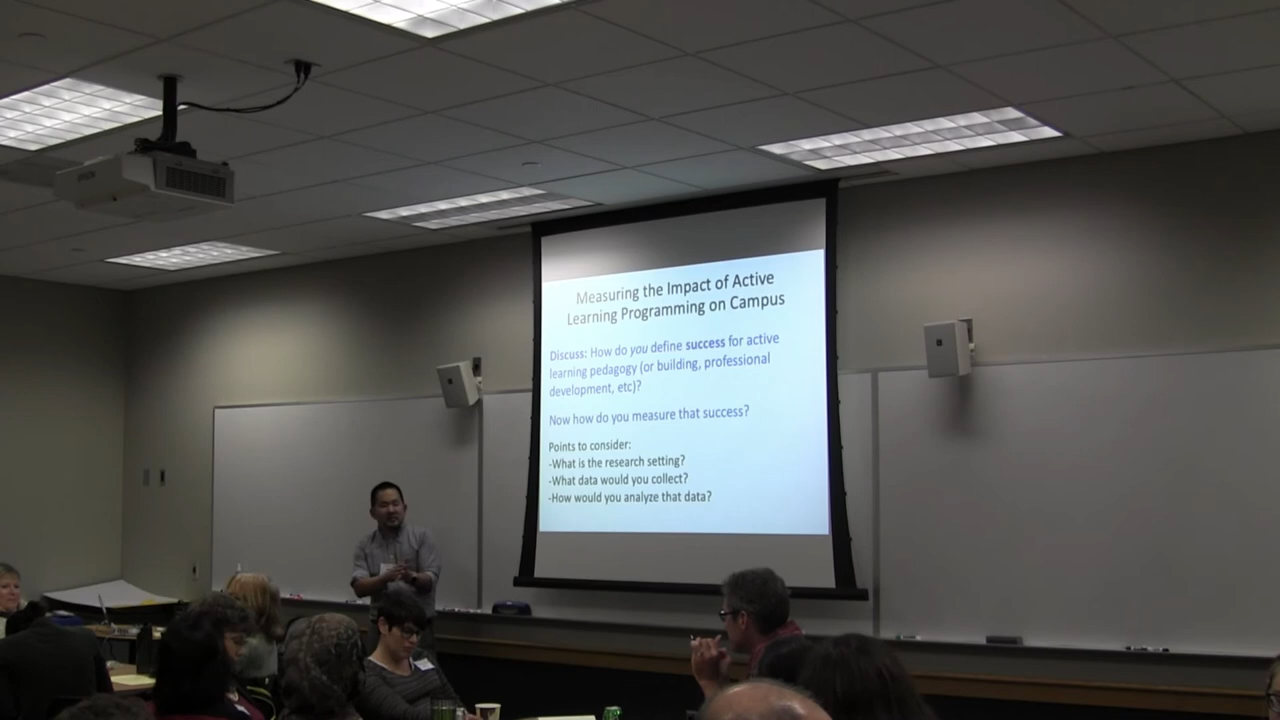 Measuring the Impact of Active
Learning Programming on Campus
Discuss: How do you define success for active
learning pedagogy (or building, professional
development, etc)?
Now how do you measure that success?
Points to consider:
-What is the research setting?
-What data would you collect?
-How would you analyze that data?